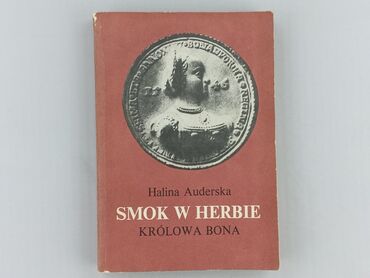 Halina Auderska
SMOK W HERBIE
KRÓLOWA BONA